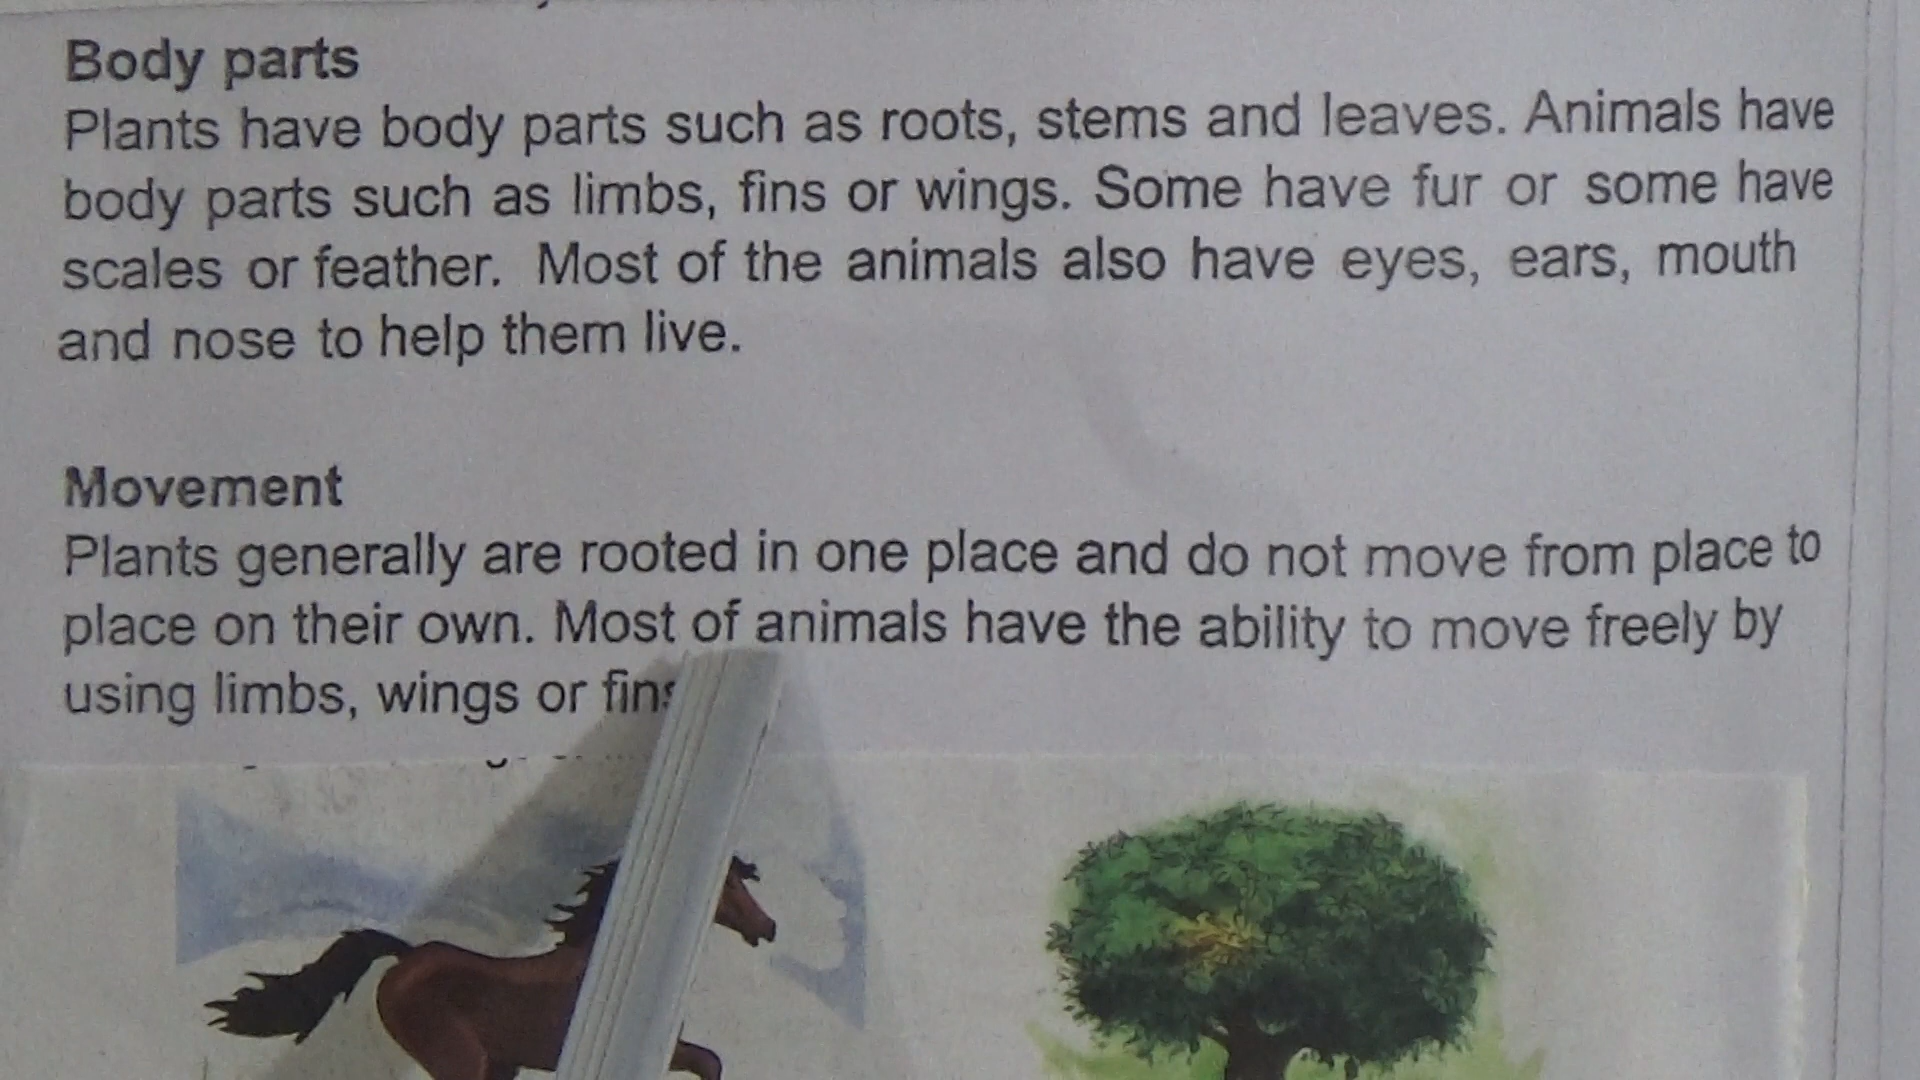 Body parts
Plants have body parts such as roots, stems and leaves. Animals have
body parts such as limbs, fins or wings. Some have fur or some have
scales or feather. Most of the animals also have eyes, ears, mouth
and nose to help them live.
Movement
Plants generally are rooted in one place and do not move from place to
place on their own. Most of animals have the ability to move freely by
using limbs, wings or